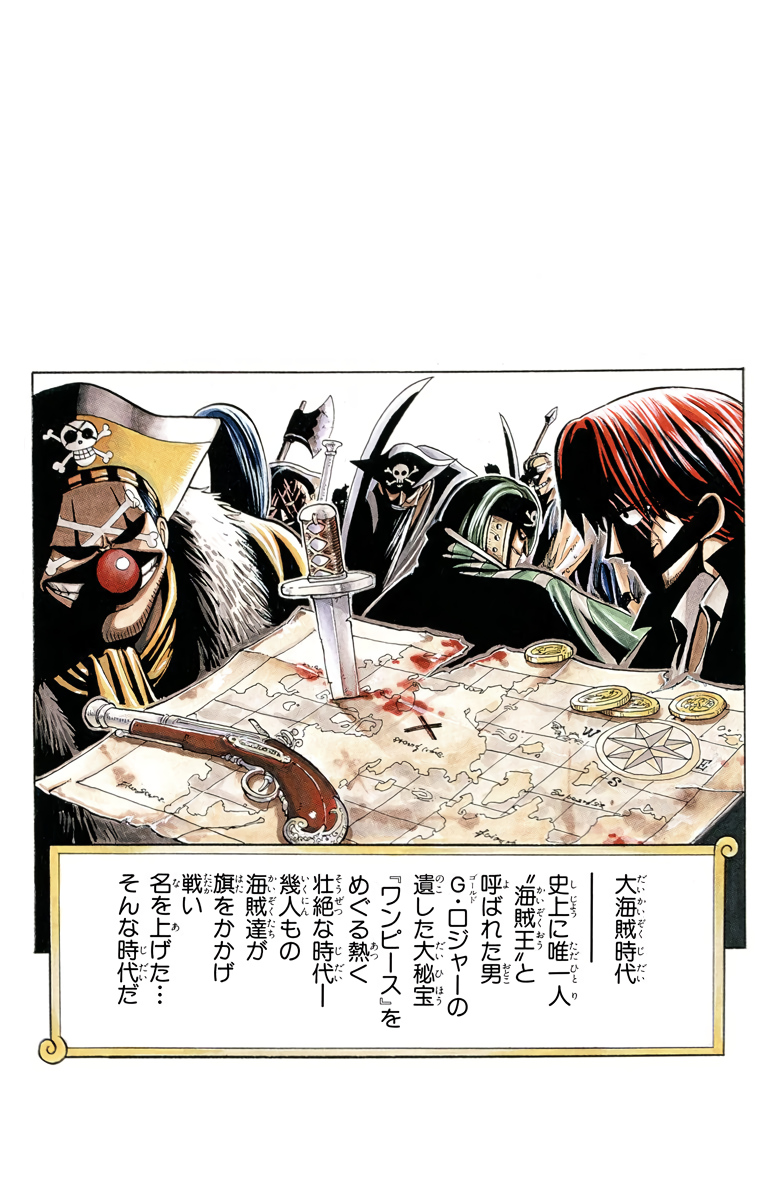 大海賊時代
――
史上に唯一人
〝海賊王〟と
呼ばれた男
G・ロジャーの
遺した大秘宝
『ワンピース』を
めぐる熱く
壮絶な時代―
幾人もの
海賊達が
旗をかかげ
戦い
名を上げた…
そんな時代だ
W
E
S